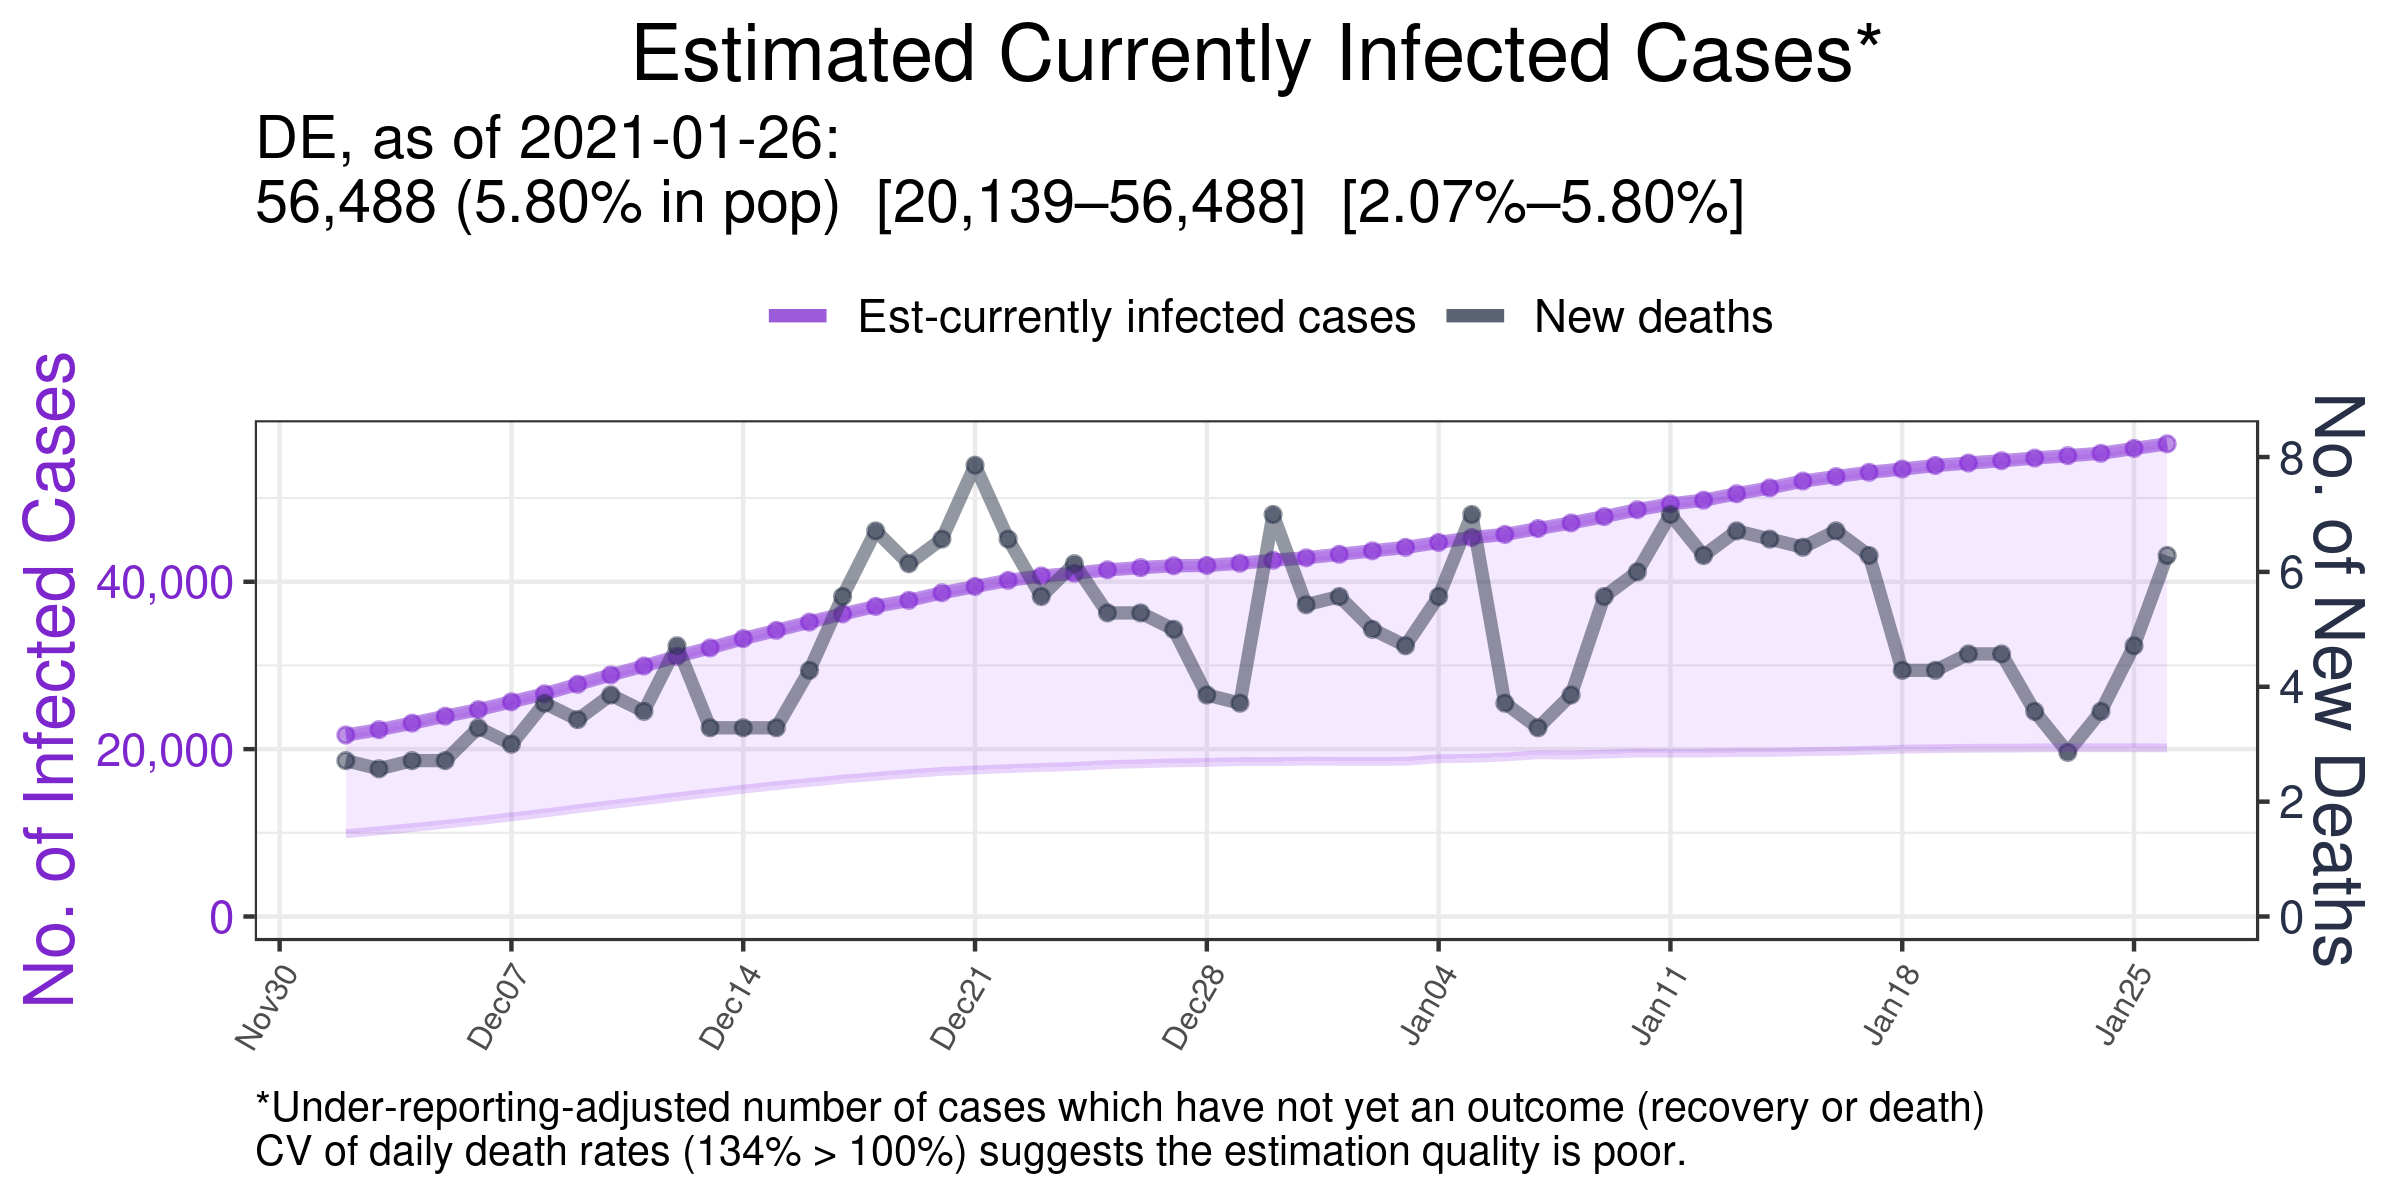 Estimated Currently Infected Cases*
DE, as of 2021-01-26:
56,488 (5.80% in pop)  [20,139–56,488]  [2.07%–5.80%]
Est-currently infected cases
New deaths
No. of Infected Cases
40,000
20,000
0
8
6
4
2
0
No. of New Deaths
Nov30
Dec07
Dec14
Dec21
Dec28
Jan04
Jan11
Jan18
Jan25
*Under-reporting-adjusted number of cases which have not yet an outcome (recovery or death)
CV of daily death rates (134% > 100%) suggests the estimation quality is poor.